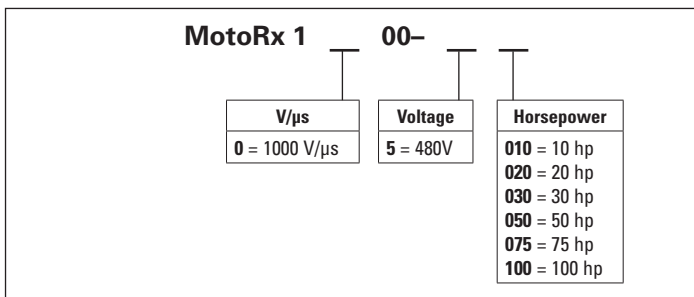 MotoRx 1 __ 00– __ __
V/µs
0 = 1000 V/µs
Voltage
5 = 480V
Horsepower
010 = 10 hp
020 = 20 hp
030 = 30 hp
050 = 50 hp
075 = 75 hp
100 = 100 hp